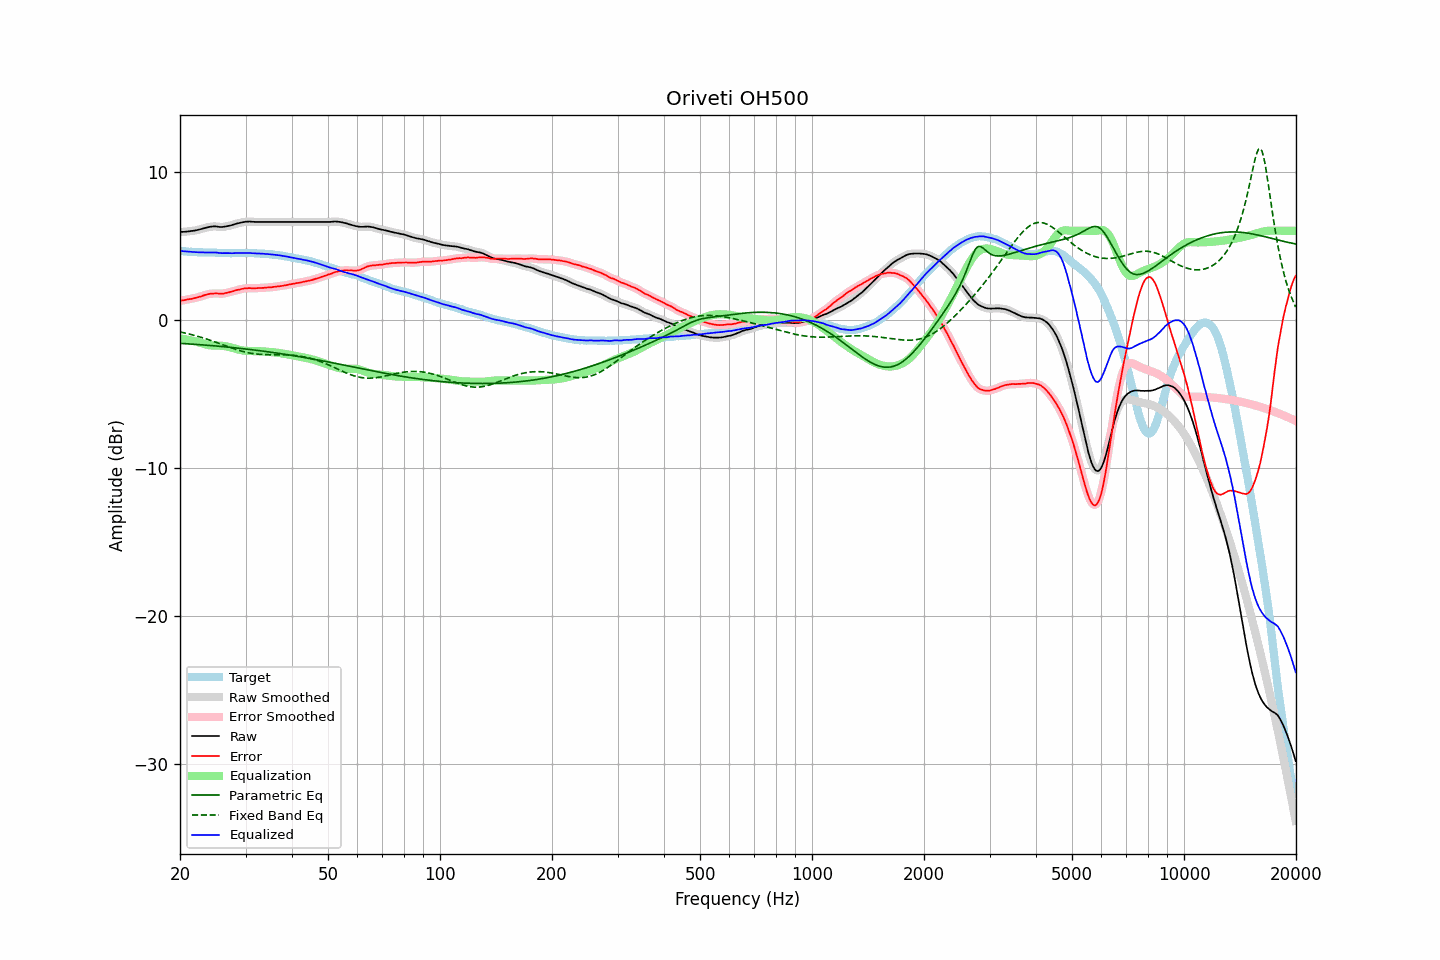 Oriveti OH500
Amplitude (dBr)
10
0
−10
−20
−30
Target
Raw Smoothed
Error Smoothed
Raw
Error
Equalization
Parametric Eq
Fixed Band Eq
Equalized
20 50 100 200 500 1000 2000 5000 10000 20000
Frequency (Hz)